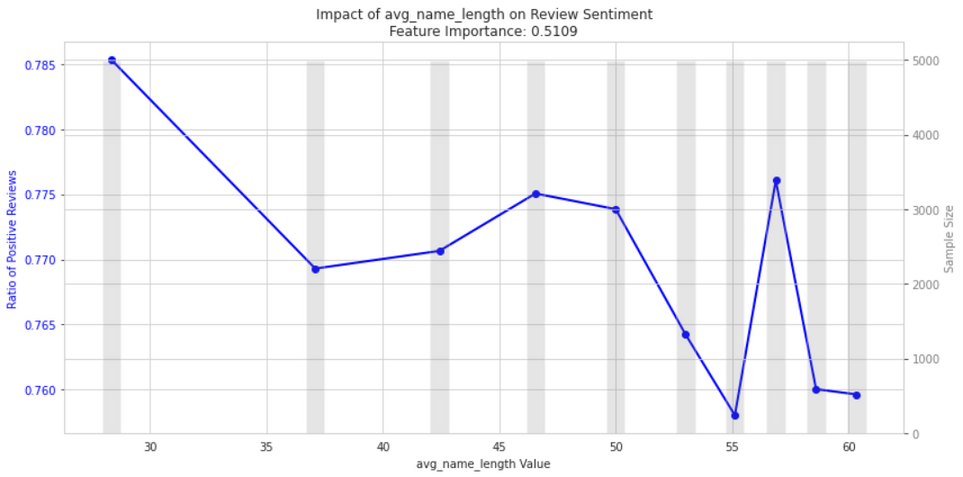 Impact of avg_name_length on Review Sentiment
Feature Importance: 0.5109
Ratio of Positive Reviews
0.785
0.780
0.775
0.770
0.765
0.760
5000
4000
3000
2000
1000
0
Sample Size
30 35 40 45 50 55 60
avg_name_length Value